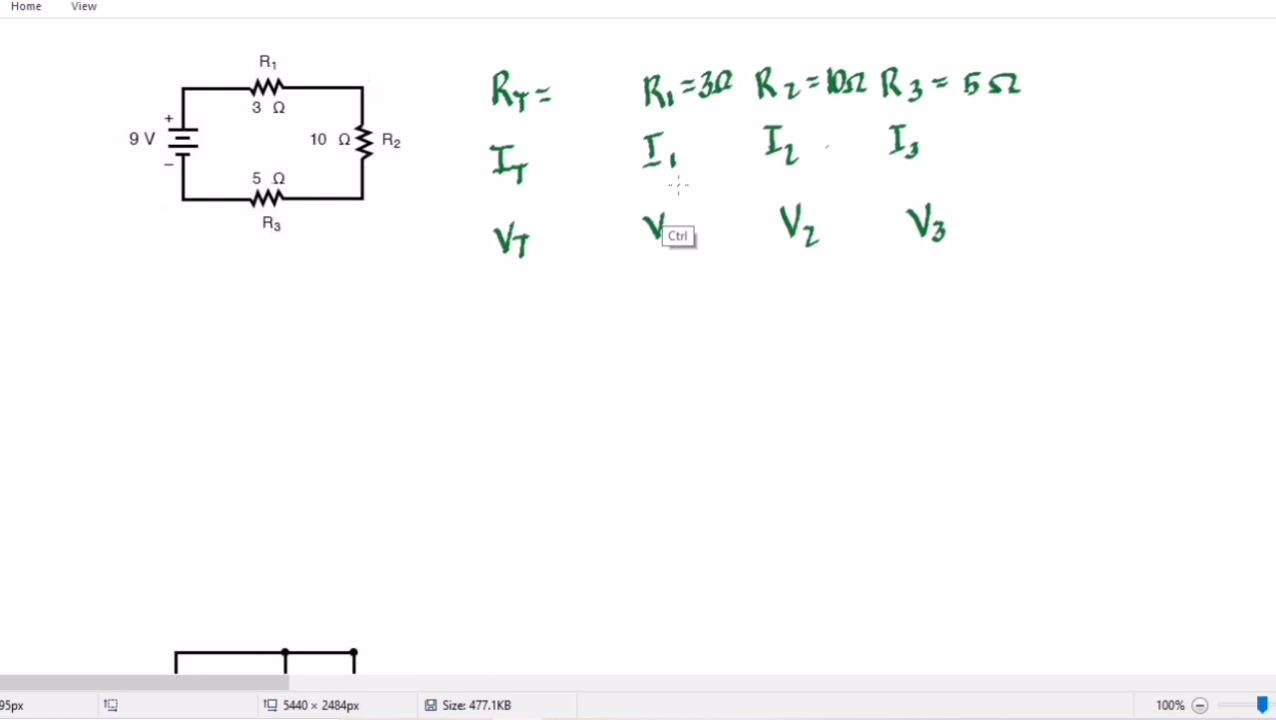 Home View
R1
3 Ω
9 V
+
−
10 Ω R2
5 Ω
R3
RT = R1 = 3Ω R2 = 10Ω R3 = 5Ω
IT I1 I2 I3
VT V V2 V3
Ctrl
95px 5440 × 2484px Size: 477.1KB 100%